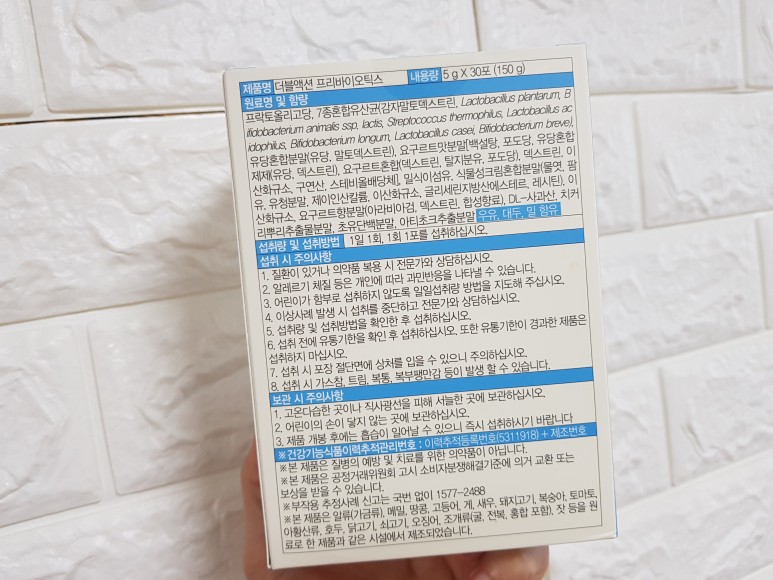 제품명 더블액션 프리바이오틱스 내용량 5 g X 30포 (150 g)
원료명 및 함량
프락토올리고당, 7종혼합유산균(감자말토덱스트린, Lactobacillus plantarum, B
ifidobacterium animalis ssp. lactis, Streptococcus thermophilus, Lactobacillus ac
idophilus, Bifidobacterium longum, Lactobacillus casei, Bifidobacterium breve),
유당혼합분말(유당, 말토덱스트린), 요구르트맛분말[백설탕, 포도당, 유당혼합
제제(유당, 덱스트린), 요구르트혼합(덱스트린, 탈지분유, 포도당), 덱스트린, 이
산화규소, 구연산, 스테비올배당체], 밀식이섬유, 식물성크림혼합분말(물엿, 팜
유, 유청분말, 제이인산칼륨, 이산화규소, 글리세린지방산에스테르, 레시틴), 이
산화규소, 요구르트향분말(아라비아검, 덱스트린, 합성향료), DL-사과산, 치커
리뿌리추출물분말, 초유단백분말, 아티초크추출분말 우유, 대두, 밀 함유
섭취량 및 섭취방법 1일 1회, 1회 1포를 섭취하십시오.
섭취 시 주의사항
1. 질환이 있거나 의약품 복용 시 전문가와 상담하십시오.
2. 알레르기 체질 등은 개인에 따라 과민반응을 나타낼 수 있습니다.
3. 어린이가 함부로 섭취하지 않도록 일일섭취량 방법을 지도해 주십시오.
4. 이상사례 발생 시 섭취를 중단하고 전문가와 상담하십시오.
5. 섭취량 및 섭취방법을 확인한 후 섭취하십시오.
6. 섭취 전에 유통기한을 확인 후 섭취하십시오. 또한 유통기한이 경과한 제품은
섭취하지 마십시오.
7. 섭취 시 포장 절단면에 상처를 입을 수 있으니 주의하십시오.
8. 섭취 시 가스참, 트림, 복통, 복부팽만감 등이 발생 할 수 있습니다.
보관 시 주의사항
1. 고온다습한 곳이나 직사광선을 피해 서늘한 곳에 보관하십시오.
2. 어린이의 손이 닿지 않는 곳에 보관하십시오.
3. 제품 개봉 후에는 흡습이 일어날 수 있으니 즉시 섭취하시기 바랍니다
※건강기능식품이력추적관리번호 : 이력추적등록번호(5311918) + 제조번호
※본 제품은 질병의 예방 및 치료를 위한 의약품이 아닙니다.
※본 제품은 공정거래위원회 고시 소비자분쟁해결기준에 의거 교환 또는
보상을 받을 수 있습니다.
※부작용 추정사례 신고는 국번 없이 1577-2488
※본 제품은 알류(가금류), 메밀, 땅콩, 고등어, 게, 새우, 돼지고기, 복숭아, 토마토,
아황산류, 호두, 닭고기, 쇠고기, 오징어, 조개류(굴, 전복, 홍합 포함), 잣 등을 원
료로 한 제품과 같은 시설에서 제조되었습니다.